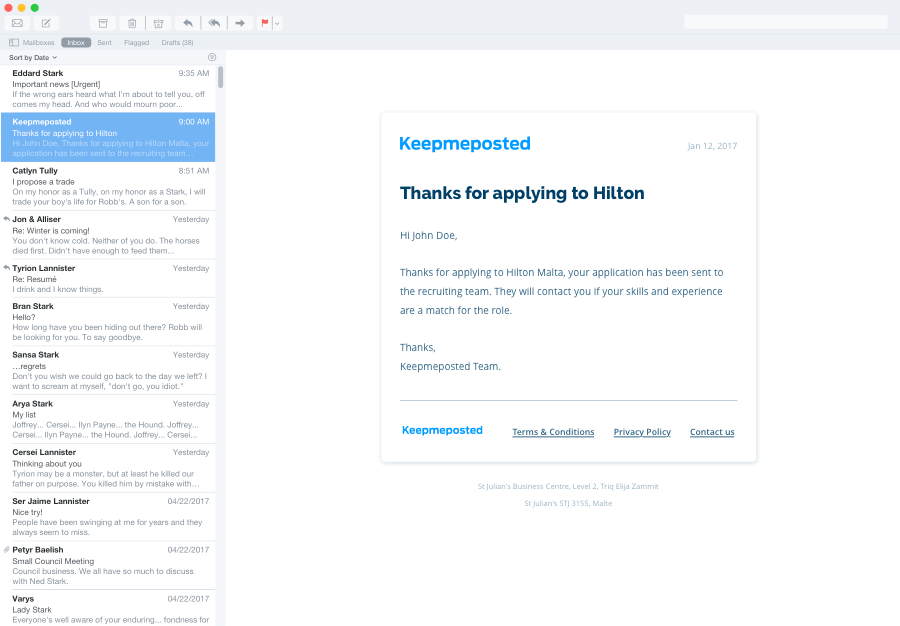 Mailboxes Inbox Sent Flagged Drafts (38)
Sort by Date
Eddard Stark 9:35 AM
Important news [Urgent]
If the wrong ears heard what I'm about to tell you, off
comes my head. And who would mourn poor...
Keepmeposted 9:00 AM
Thanks for applying to Hilton
Hi John Doe, Thanks for applying to Hilton Malta, your
application has been sent to the recruiting team...
Catlyn Tully 8:51 AM
I propose a trade
On my honor as a Tully, on my honor as a Stark, I will
trade your boy's life for Robb's. A son for a son.
Jon & Alliser Yesterday
Re: Winter is coming!
You don't know cold. Neither of you do. The horses
died first. Didn't have enough to feed them...
Tyrion Lannister Yesterday
Re: Resumé
I drink and I know things.
Bran Stark Yesterday
Hello?
How long have you been hiding out there? Robb will
be looking for you. To say goodbye.
Sansa Stark Yesterday
...regrets
Don't you wish we could go back to the day we left? I
want to scream at myself, "don't go, you idiot."
Arya Stark Yesterday
My list
Joffrey... Cersei... Ilyn Payne... the Hound. Joffrey...
Cersei... Ilyn Payne... the Hound. Joffrey... Cersei...
Cersei Lannister Yesterday
Thinking about you
Tyrion may be a monster, but at least he killed our
father on purpose. You killed him by mistake with...
Ser Jaime Lannister 04/22/2017
Nice try!
People have been swinging at me for years and they
always seem to miss.
Petyr Baelish 04/22/2017
Small Council Meeting
Council business. We all have so much to discuss
with Ned Stark.
Varys 04/22/2017
Lady Stark
Everyone's well aware of your enduring... fondness for
Keepmeposted Jan 12, 2017
Thanks for applying to Hilton
Hi John Doe,
Thanks for applying to Hilton Malta, your application has been sent to
the recruiting team. They will contact you if your skills and experience
are a match for the role.
Thanks,
Keepmeposted Team.
Keepmeposted Terms & Conditions Privacy Policy Contact us
St Julian's Business Centre, Level 2, Triq Elija Zammit
St Julian's STJ 3155, Malte